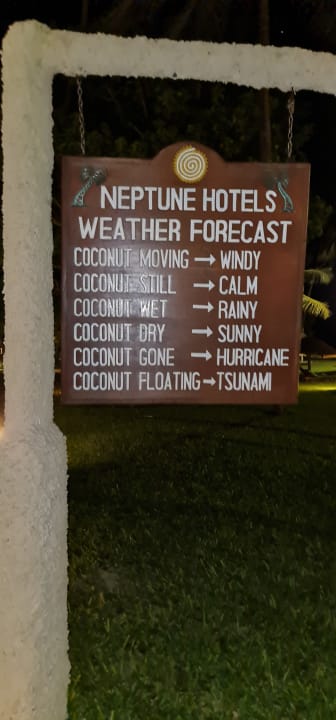 NEPTUNE HOTELS
WEATHER FORECAST
COCONUT MOVING → WINDY
COCONUT STILL → CALM
COCONUT WET → RAINY
COCONUT DRY → SUNNY
COCONUT GONE → HURRICANE
COCONUT FLOATING → TSUNAMI